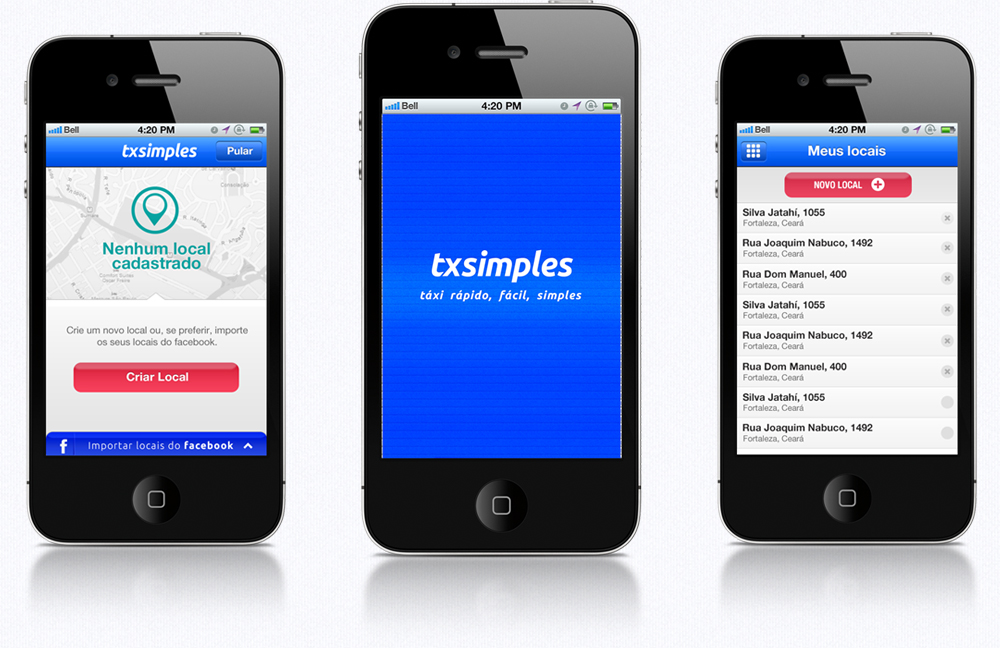 Bell 4:20 PM
txsimples Pular
Consolação
Nenhum local
cadastrado
Crie um novo local ou, se preferir, importe
os seus locais do facebook.
Criar Local
f Importar locais do facebook
Bell 4:20 PM
txsimples
táxi rápido, fácil, simples
Bell 4:20 PM
Meus locais
NOVO LOCAL
Silva Jatahí, 1055
Fortaleza, Ceará
Rua Joaquim Nabuco, 1492
Fortaleza, Ceará
Rua Dom Manuel, 400
Fortaleza, Ceará
Silva Jatahí, 1055
Fortaleza, Ceará
Rua Joaquim Nabuco, 1492
Fortaleza, Ceará
Rua Dom Manuel, 400
Fortaleza, Ceará
Silva Jatahí, 1055
Fortaleza, Ceará
Rua Joaquim Nabuco, 1492
Fortaleza, Ceará